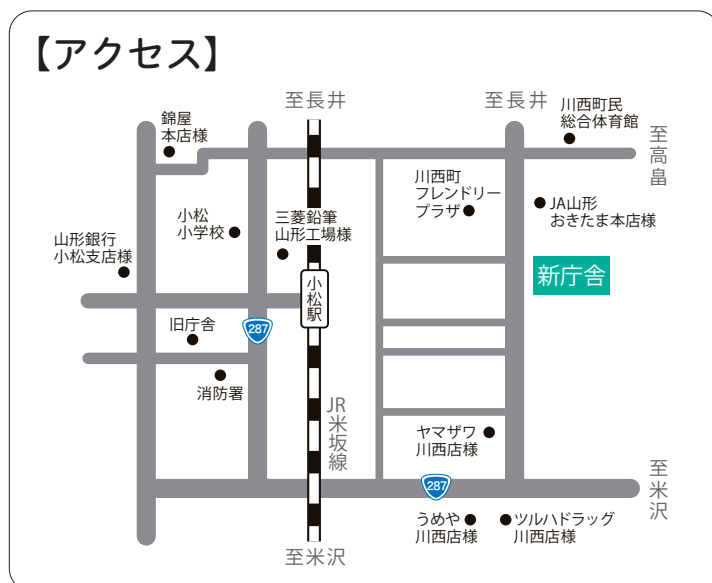 【アクセス】
至長井
至長井
川西町民
総合体育館
錦屋
本店様
至高畠
川西町
フレンドリー
プラザ
JA山形
おきたま本店様
小松
小学校
三菱鉛筆
山形工場様
山形銀行
小松支店様
新庁舎
小松駅
287
旧庁舎
消防署
JR米坂線
ヤマザワ
川西店様
至米沢
287
うめや
川西店様
ツルハドラッグ
川西店様
至米沢